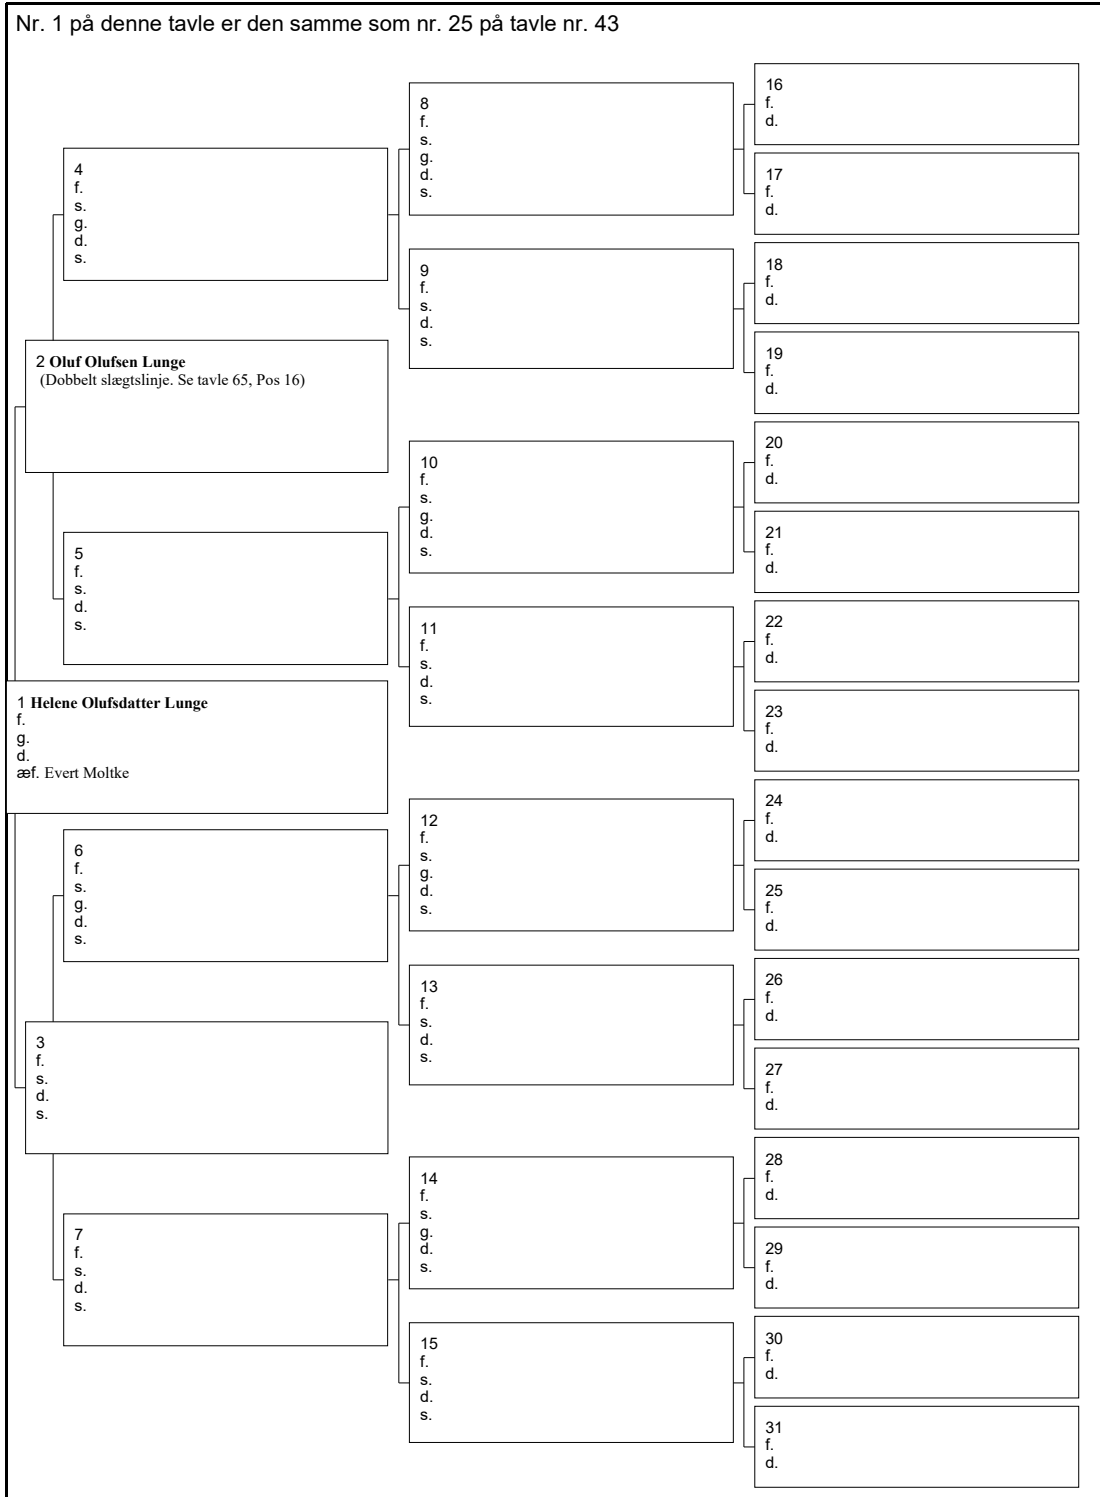 Nr. 1 på denne tavle er den samme som nr. 25 på tavle nr. 43
16
f.
d.
8
f.
s.
g.
d.
s.
17
f.
d.
4
f.
s.
g.
d.
s.
18
f.
d.
9
f.
s.
d.
s.
19
f.
d.
2 Oluf Olufsen Lunge
(Dobbelt slægtslinje. Se tavle 65, Pos 16)
20
f.
d.
10
f.
s.
g.
d.
s.
21
f.
d.
5
f.
s.
d.
s.
22
f.
d.
11
f.
s.
d.
s.
23
f.
d.
1 Helene Olufsdatter Lunge
f.
g.
d.
æf. Evert Moltke
24
f.
d.
12
f.
s.
g.
d.
s.
25
f.
d.
6
f.
s.
g.
d.
s.
26
f.
d.
13
f.
s.
d.
s.
27
f.
d.
3
f.
s.
d.
s.
28
f.
d.
14
f.
s.
g.
d.
s.
29
f.
d.
7
f.
s.
d.
s.
30
f.
d.
15
f.
s.
d.
s.
31
f.
d.